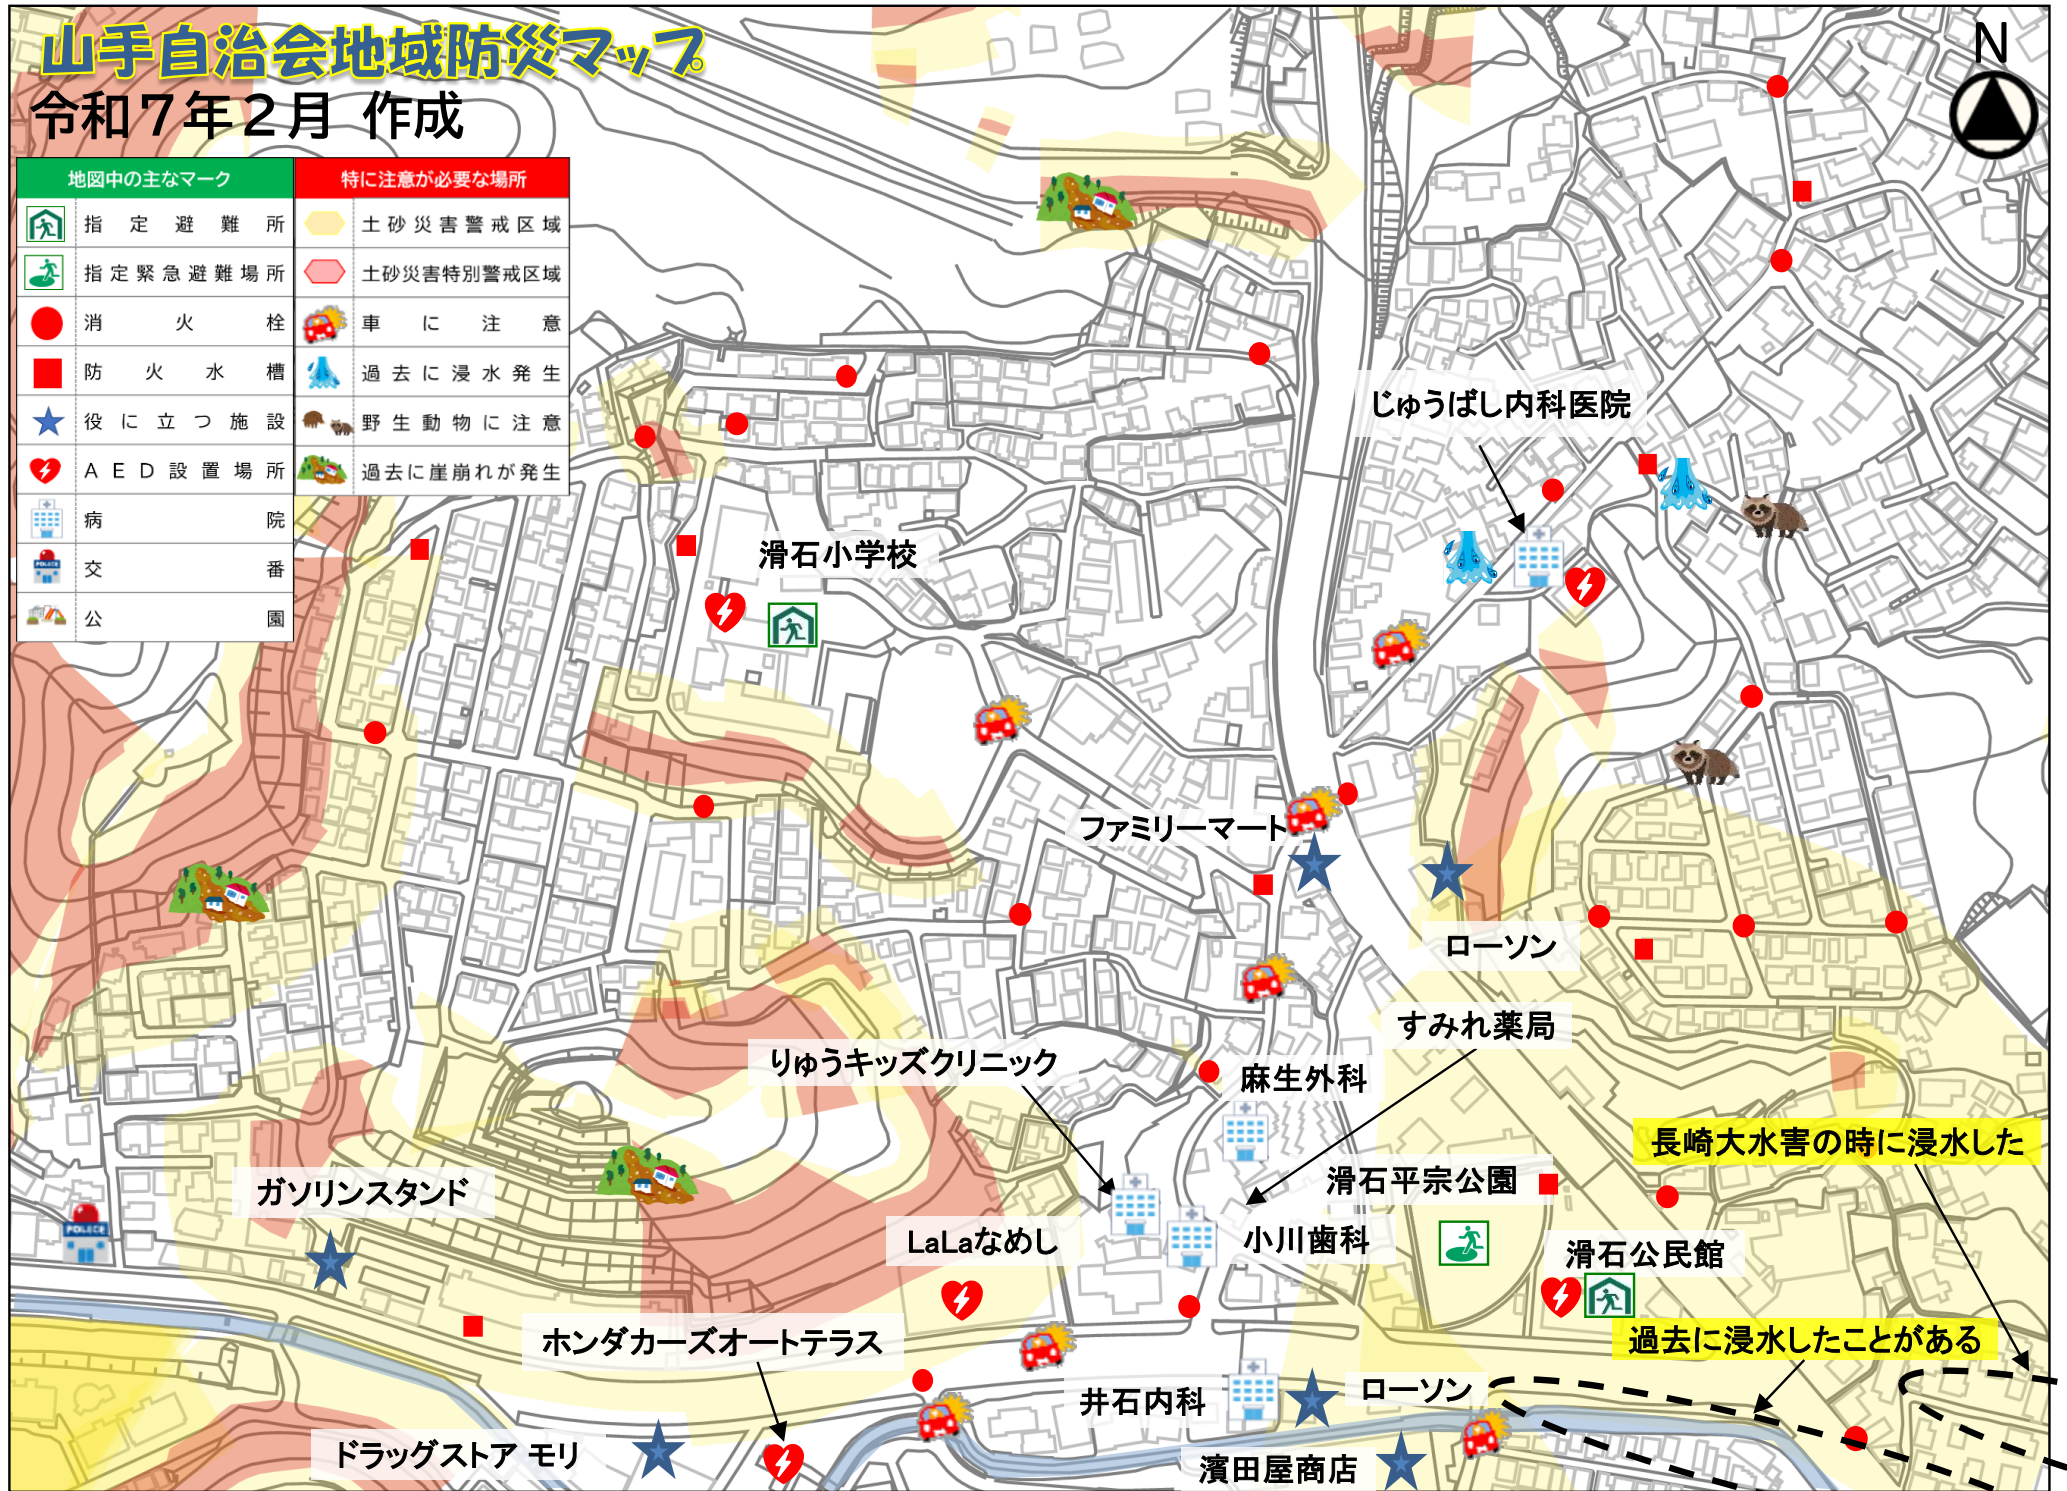 山手自治会地域防災マップ
令和7年2月 作成
N
地図中の主なマーク
特に注意が必要な場所
指定避難所
土砂災害警戒区域
指定緊急避難場所
土砂災害特別警戒区域
消火栓
車に注意
防火水槽
過去に浸水発生
役に立つ施設
野生動物に注意
AED設置場所
過去に崖崩れが発生
病院
POLICE
交番
公園
じゅうばし内科医院
滑石小学校
ファミリーマート
ローソン
すみれ薬局
りゅうキッズクリニック
麻生外科
長崎大水害の時に浸水した
滑石平宗公園
ガソリンスタンド
POLICE
LaLaなめし
小川歯科
滑石公民館
過去に浸水したことがある
ホンダカーズオートテラス
井石内科
ローソン
ドラッグストア モリ
濱田屋商店